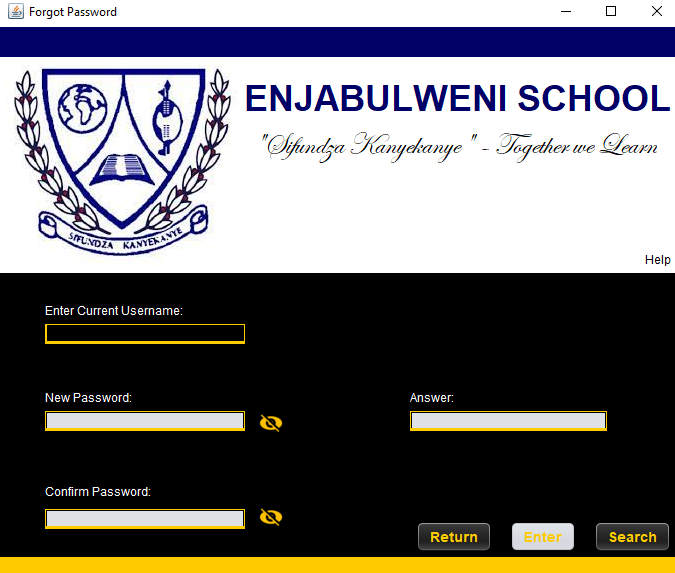 Forgot Password
ENJABULWENI SCHOOL
"Sifundza Kanyekanye " - Together we Learn
SIFUNDZA KANYEKANYE
Help
Enter Current Username:
New Password:
Answer:
Confirm Password:
Return
Enter
Search